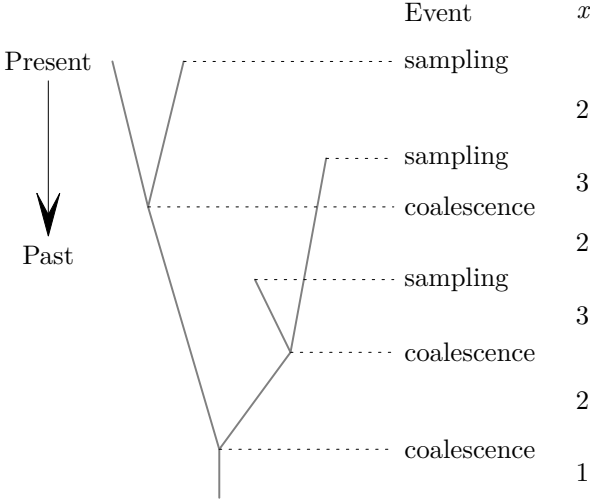 Event x
Present sampling
2
sampling
3
coalescence
2
Past
sampling
3
coalescence
2
coalescence
1